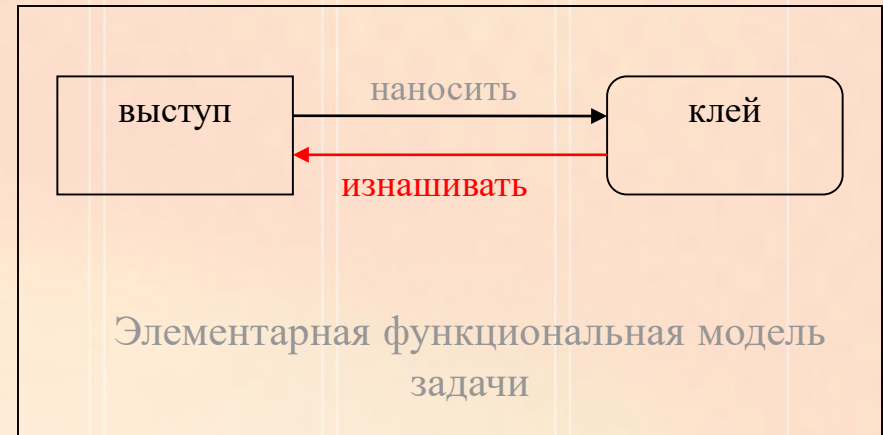 наносить
выступ
клей
изнашивать
Элементарная функциональная модель
задачи